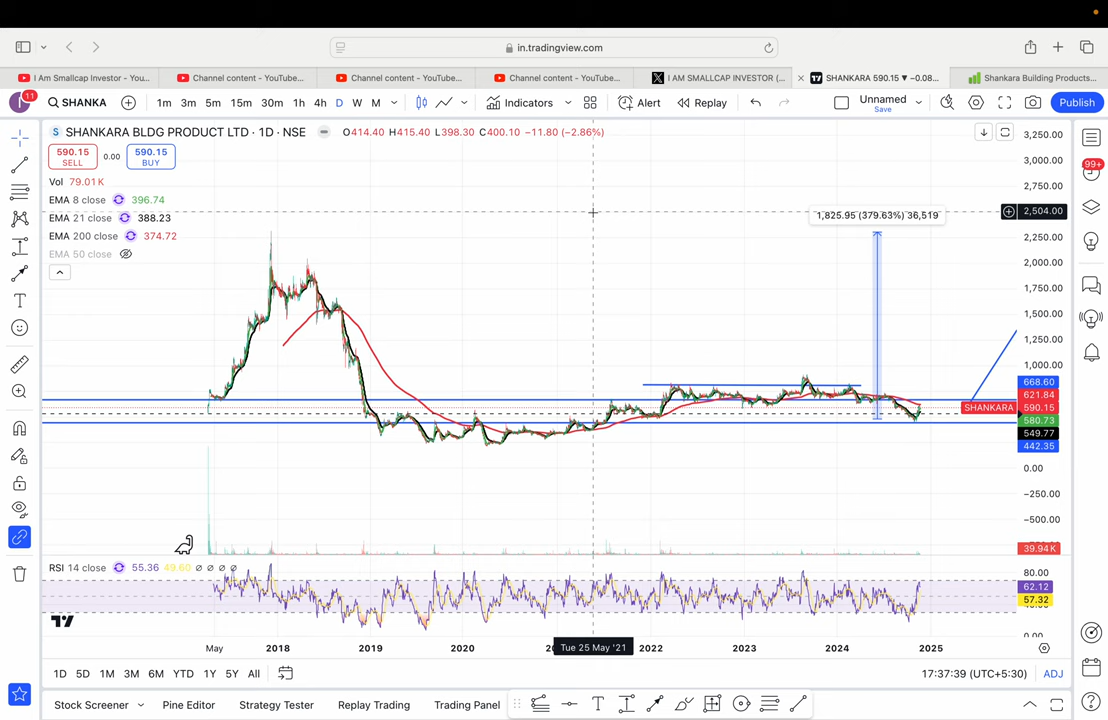 in.tradingview.com
I Am Smallcap Investor - You...
Channel content - YouTube...
Channel content - YouTube...
Channel content - YouTube...
I AM SMALLCAP INVESTOR (...
SHANKARA 590.15 ▼ −0.08...
Shankara Building Products...
I 11 SHANKA 1m 3m 5m 15m 30m 1h 4h D W M Indicators Alert Replay Unnamed Save Publish
S SHANKARA BLDG PRODUCT LTD · 1D · NSE O414.40 H415.40 L398.30 C400.10 −11.80 (−2.86%)
590.15 SELL 0.00 590.15 BUY
Vol 79.01K
EMA 8 close 396.74
EMA 21 close 388.23
EMA 200 close 374.72
EMA 50 close
1,825.95 (379.63%) 36,519
3,250.00
3,000.00
2,750.00
2,504.00
2,250.00
2,000.00
1,750.00
1,500.00
1,250.00
1,000.00
668.60
621.84
SHANKARA 590.15
580.73
549.77
442.35
0.00
−250.00
−500.00
39.94K
99+
RSI 14 close 55.36 49.60 ∅ ∅ ∅ ∅
80.00
62.12
57.32
0.00
May 2018 2019 2020 Tue 25 May '21 2022 2023 2024 2025
1D 5D 1M 3M 6M YTD 1Y 5Y All 17:37:39 (UTC+5:30) ADJ
Stock Screener Pine Editor Strategy Tester Replay Trading Trading Panel